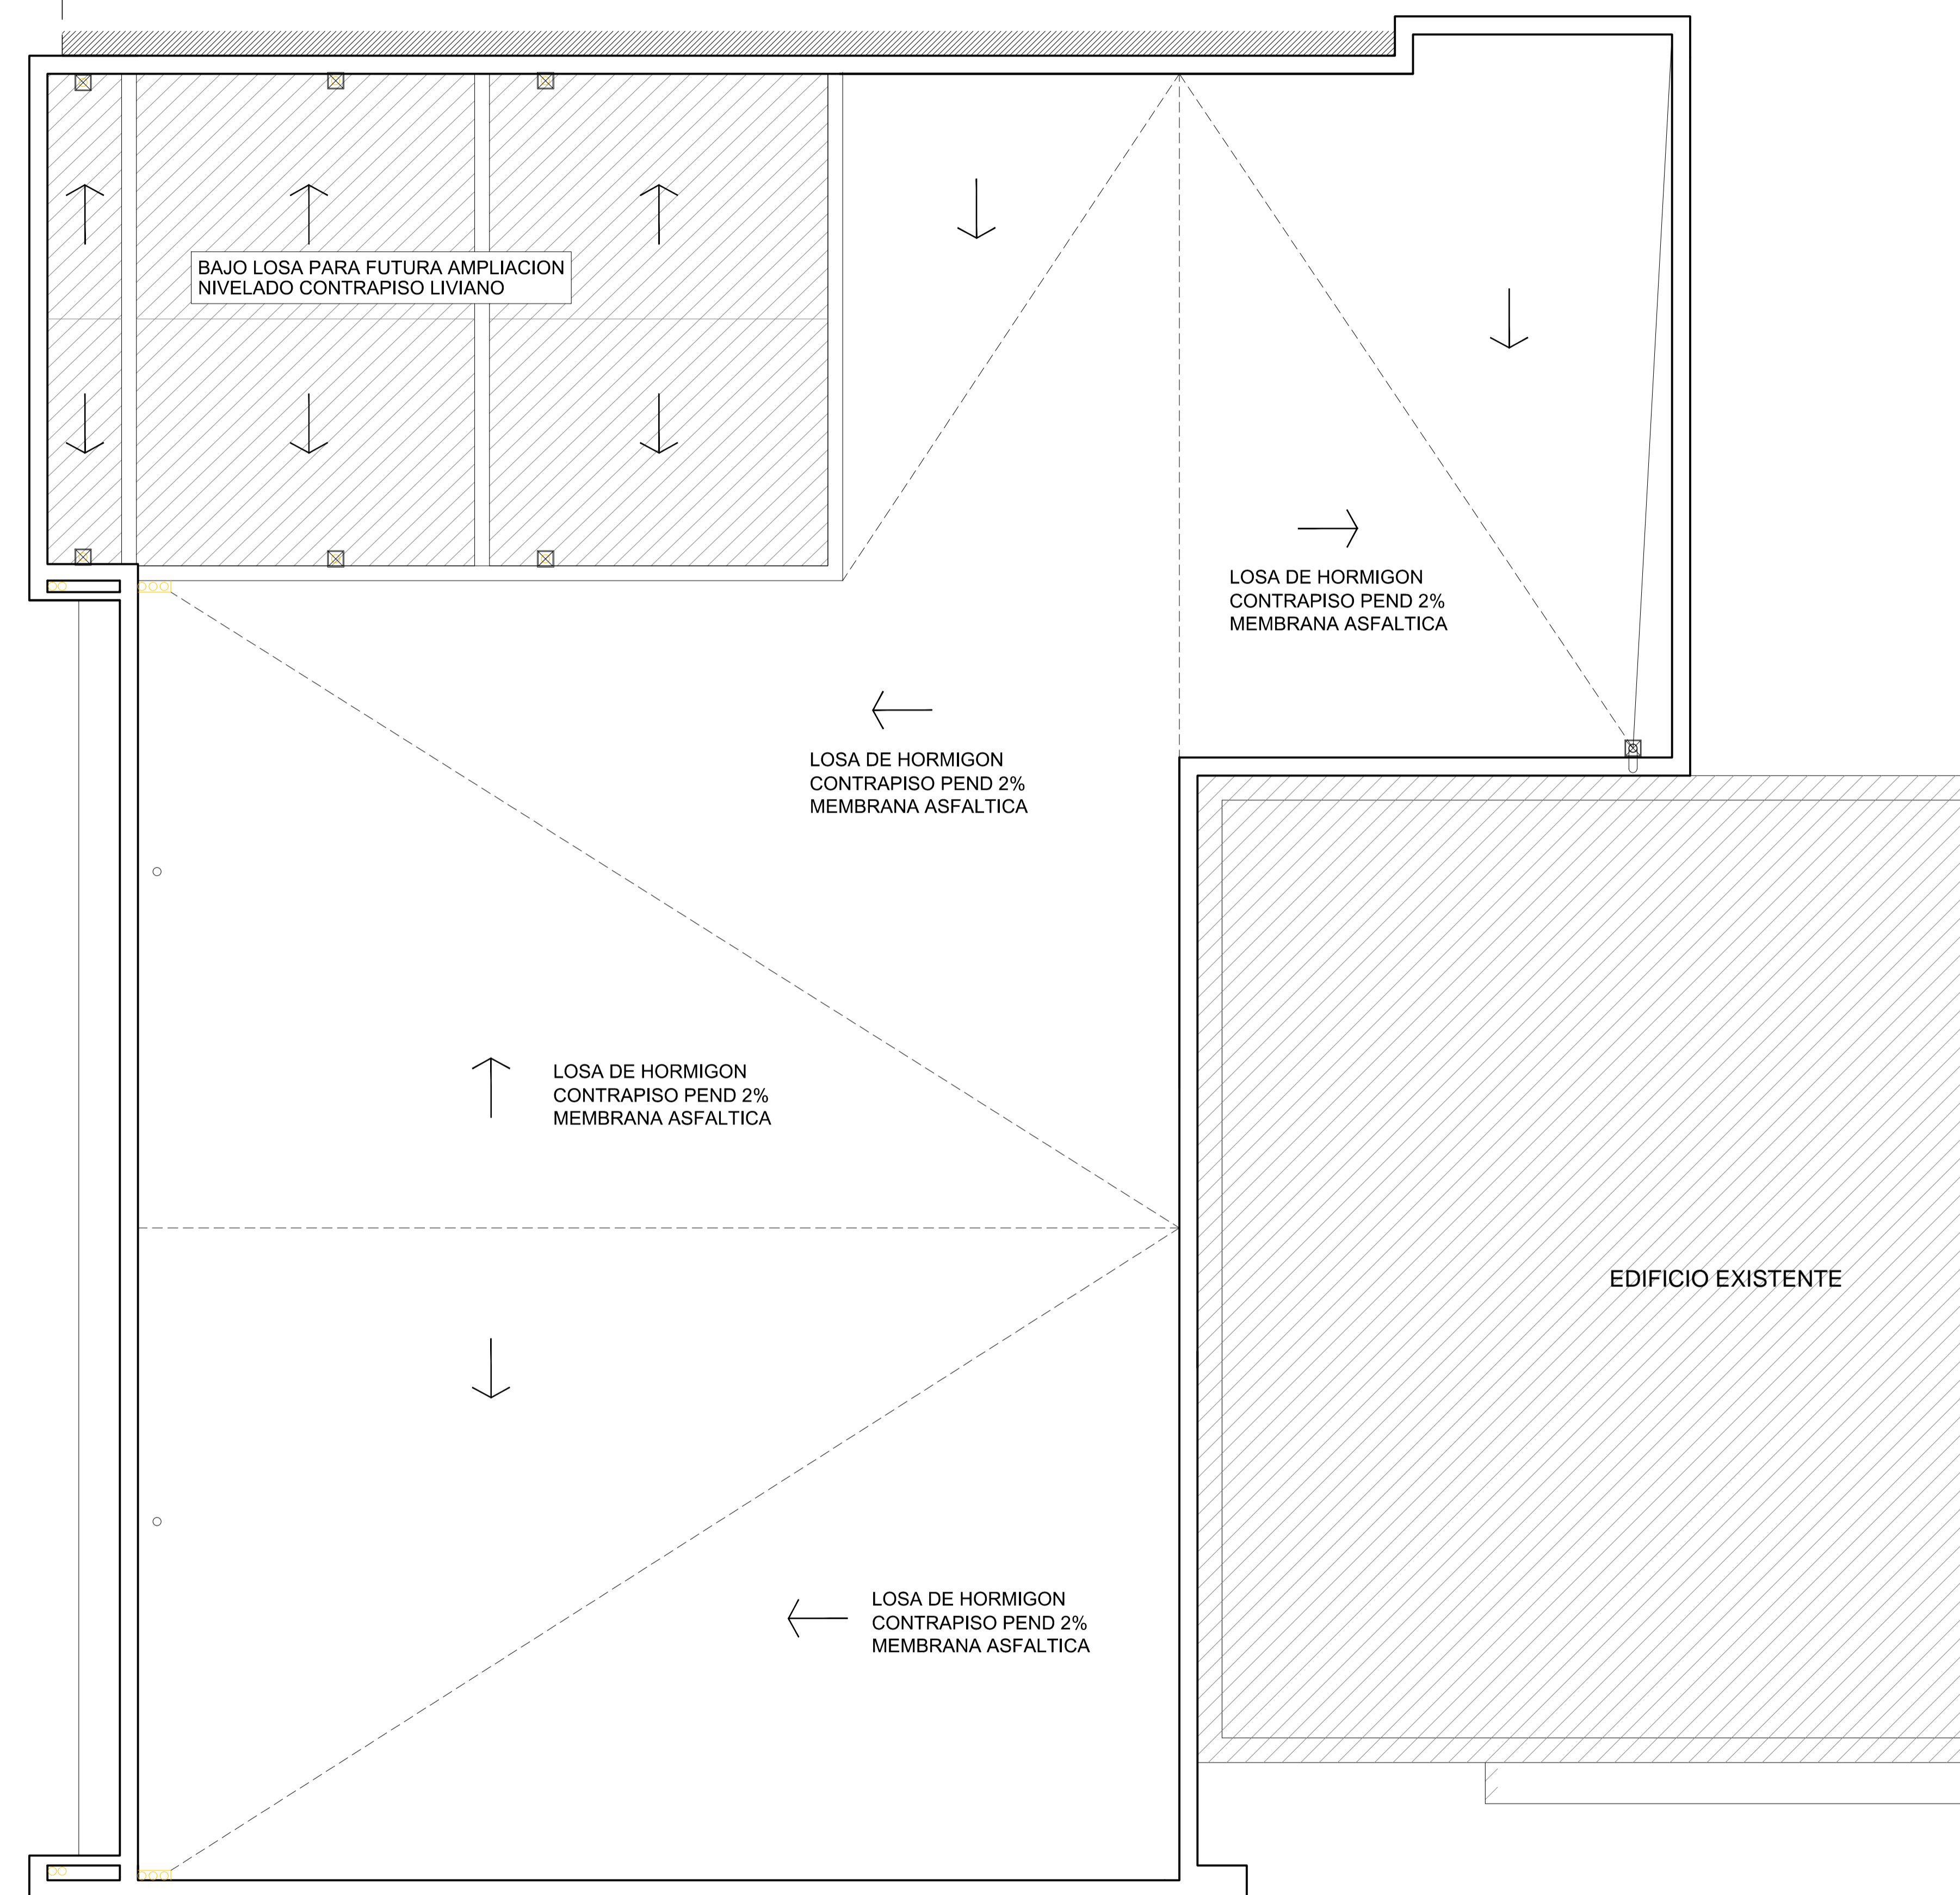 BAJO LOSA PARA FUTURA AMPLIACION
NIVELADO CONTRAPISO LIVIANO
LOSA DE HORMIGON
CONTRAPISO PEND 2%
MEMBRANA ASFALTICA
LOSA DE HORMIGON
CONTRAPISO PEND 2%
MEMBRANA ASFALTICA
LOSA DE HORMIGON
CONTRAPISO PEND 2%
MEMBRANA ASFALTICA
EDIFICIO EXISTENTE
LOSA DE HORMIGON
CONTRAPISO PEND 2%
MEMBRANA ASFALTICA